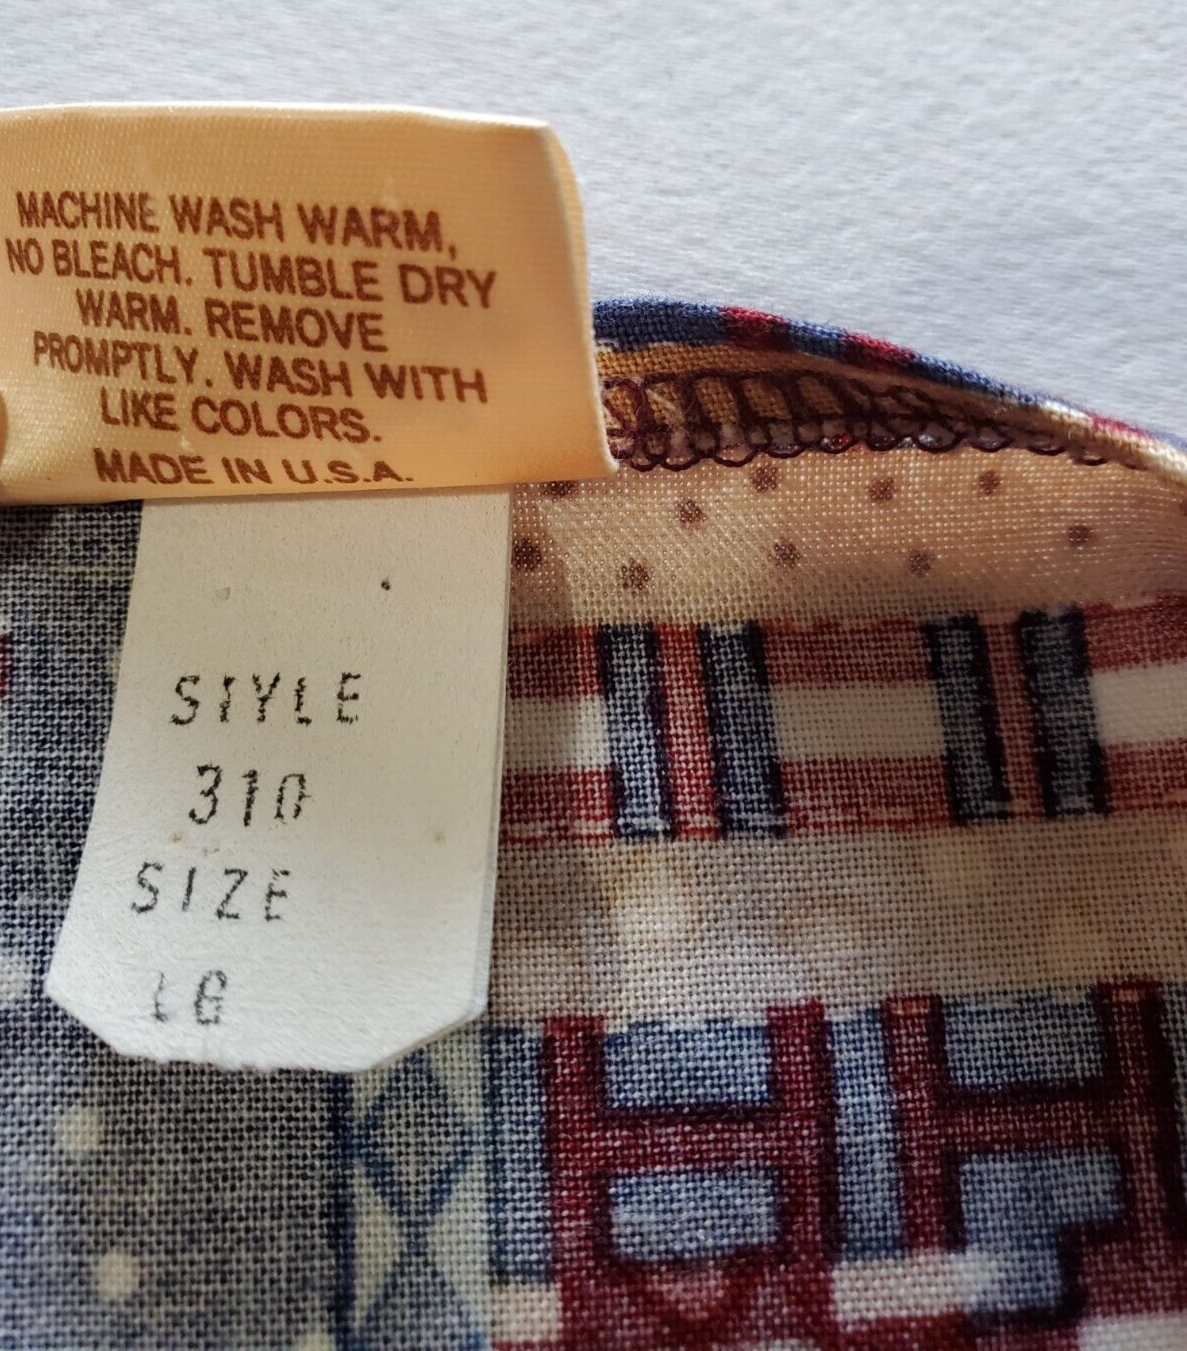 MACHINE WASH WARM,
NO BLEACH. TUMBLE DRY
WARM. REMOVE
PROMPTLY. WASH WITH
LIKE COLORS.
MADE IN U.S.A.
STYLE
310
SIZE
LG